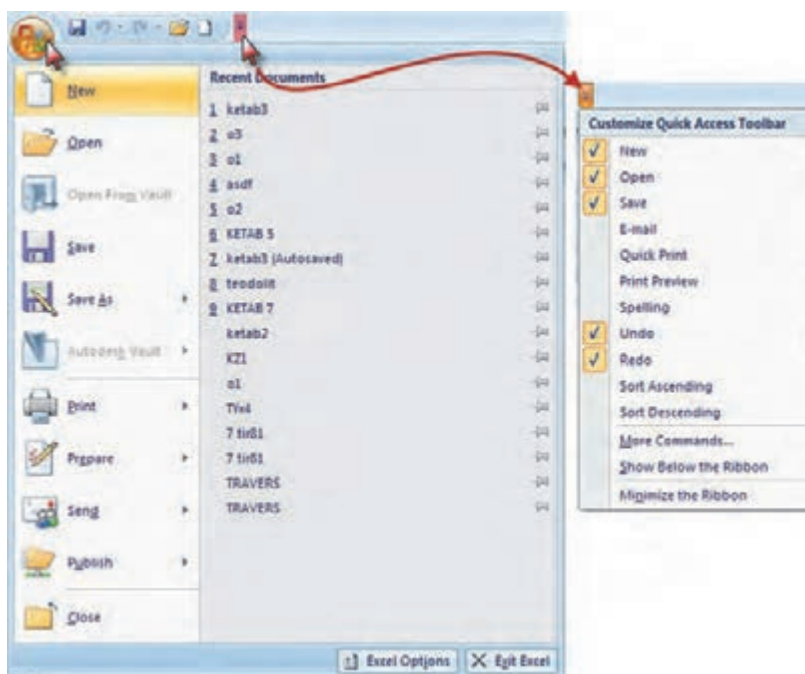 New
Open
Open From Vault
Save
Save As
Autodesk Vault
Print
Prepare
Send
Publish
Close
Recent Documents
1 ketab3
2 o3
3 o1
4 asdf
5 o2
6 KETAB 5
7 ketab3 (Autosaved)
8 teodolit
9 KETAB 7
ketab2
KZ1
a1
7 tir81
7 tir81
TRAVERS
TRAVERS
Excel Options
Exit Excel
Customize Quick Access Toolbar
New
Open
Save
E-mail
Quick Print
Print Preview
Spelling
Undo
Redo
Sort Ascending
Sort Descending
More Commands...
Show Below the Ribbon
Minimize the Ribbon